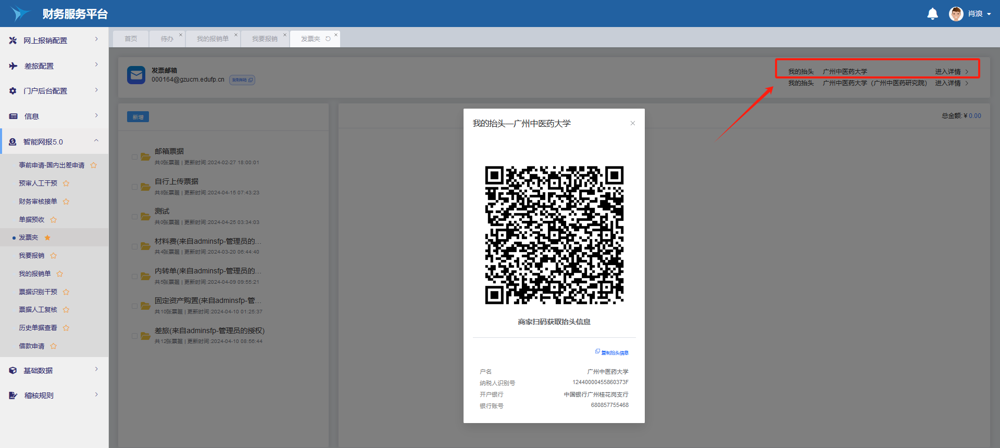 财务服务平台
肖浪
网上报销配置
差旅配置
门户后台配置
信息
智能网报5.0
事前申请-国内出差申请
预审人工干预
财务审核接单
单据预收
发票夹
我要报销
我的报销单
票据识别干预
票据人工复核
历史单据查看
借款申请
基础数据
稽核规则
首页
待办
我的报销单
我要报销
发票夹
发票邮箱
000164@gzucm.edufp.cn 复制邮箱
我的抬头 广州中医药大学 进入详情
我的抬头 广州中医药大学（广州中医药研究院） 进入详情
新增
总金额:¥ 0.00
邮箱票据
共0张票据 | 更新时间:2024-02-27 18:00:01
自行上传票据
共8张票据 | 更新时间:2024-04-15 07:43:23
测试
共0张票据 | 更新时间:2024-04-25 03:34:03
材料费(来自adminsfp-管理员的...
共4张票据 | 更新时间:2024-03-20 06:44:40
内转单(来自adminsfp-管理员的...
共5张票据 | 更新时间:2024-04-09 09:55:21
固定资产购置(来自adminsfp-管...
共10张票据 | 更新时间:2024-04-10 01:25:37
差旅(来自adminsfp-管理员的授权)
共12张票据 | 更新时间:2024-04-10 08:56:44
我的抬头—广州中医药大学
商家扫码获取抬头信息
复制抬头信息
户名 广州中医药大学
纳税人识别号 12440000455860373F
开户银行 中国银行广州桂花岗支行
银行账号 680857755468